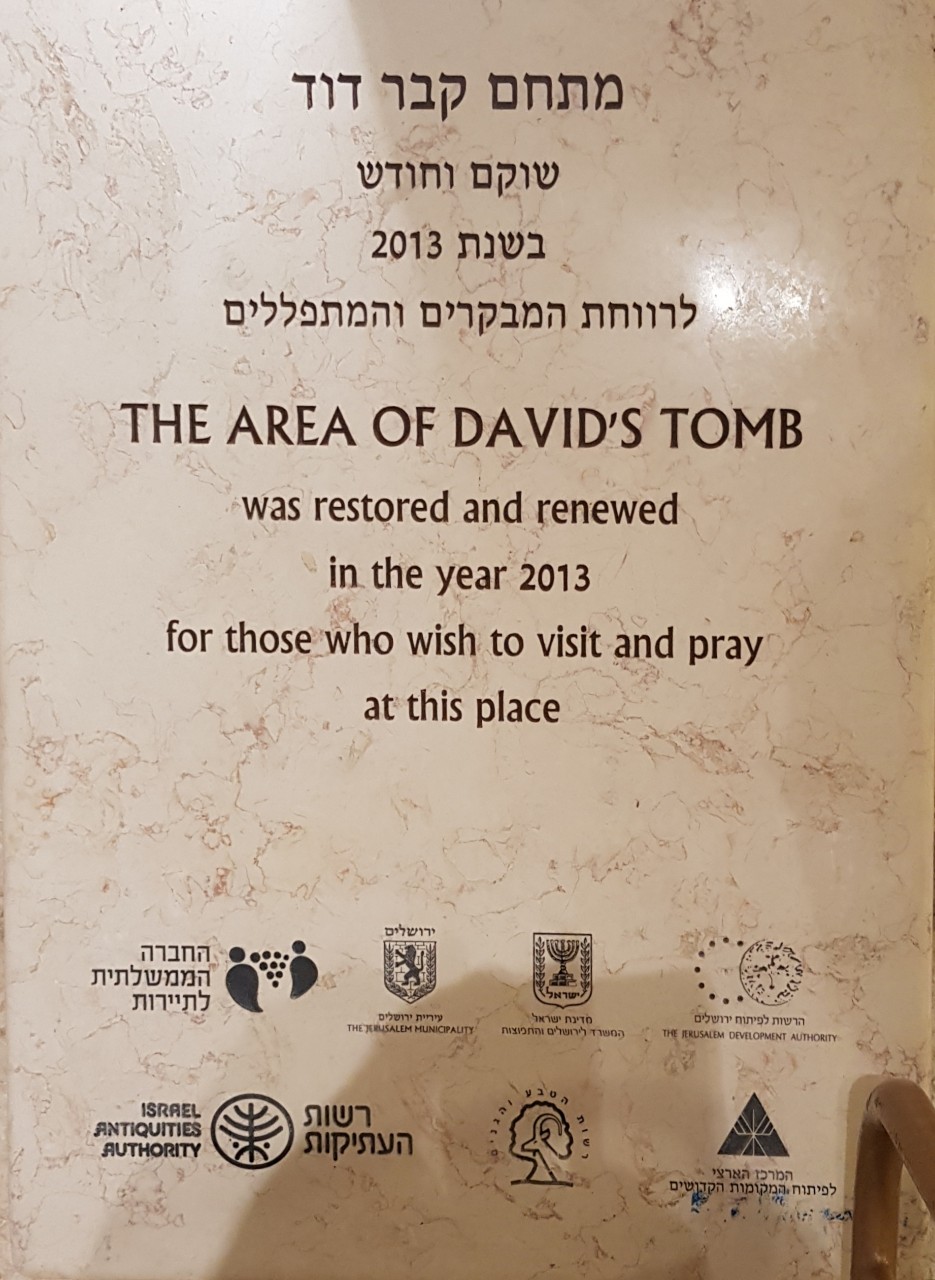 מתחם קבר דוד
שוקם וחודש
בשנת 2013
לרווחת המבקרים והמתפללים
THE AREA OF DAVID'S TOMB
was restored and renewed
in the year 2013
for those who wish to visit and pray
at this place
החברה
הממשלתית
לתיירות
ירושלים
עיריית ירושלים
THE JERUSALEM MUNICIPALITY
ישראל
מדינת ישראל
המשרד לירושלים והתפוצות
הרשות לפיתוח ירושלים
THE JERUSALEM DEVELOPMENT AUTHORITY
ISRAEL
ANTIQUITIES
AUTHORITY
רשות
העתיקות
רשות הטבע והגנים
המרכז הארצי
לפיתוח המקומות הקדושים